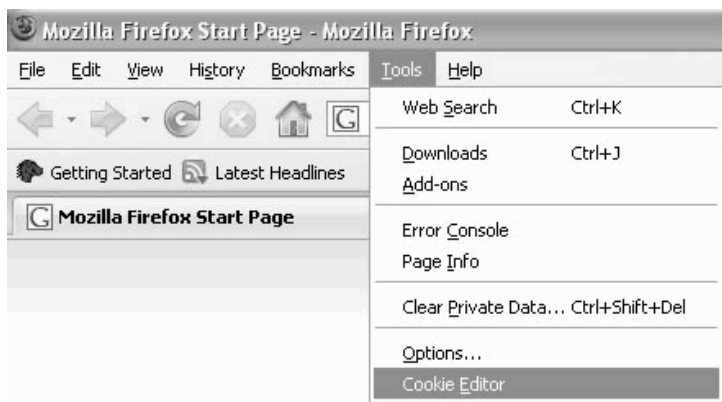 Mozilla Firefox Start Page - Mozilla Firefox
File Edit View History Bookmarks Tools Help
G
Web Search Ctrl+K
Getting Started Latest Headlines
Downloads Ctrl+J
Add-ons
G Mozilla Firefox Start Page
Error Console
Page Info
Clear Private Data... Ctrl+Shift+Del
Options...
Cookie Editor